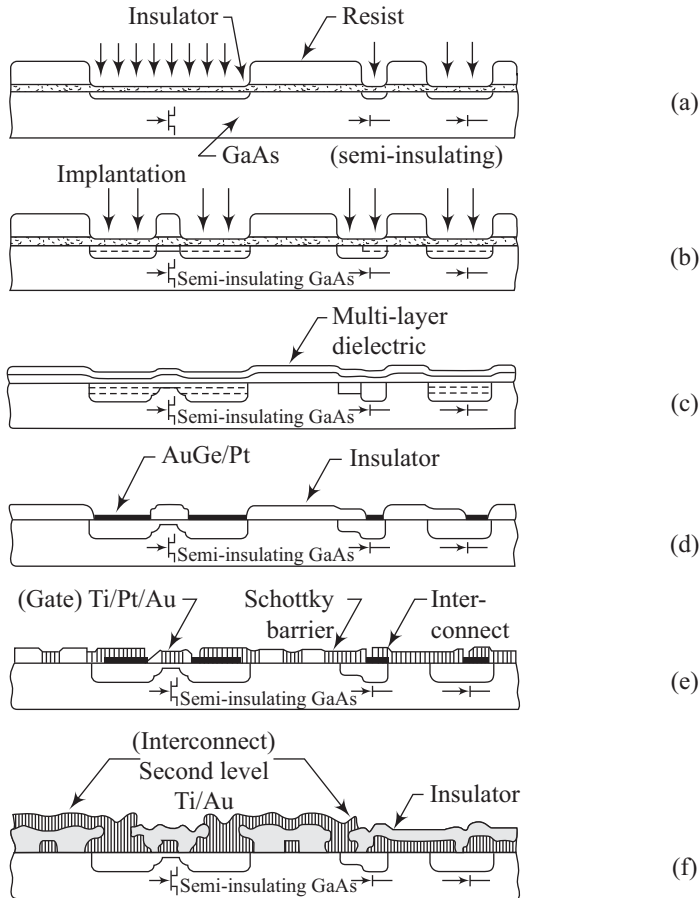 Insulator
Resist
(a)
GaAs
(semi-insulating)
Implantation
(b)
Semi-insulating GaAs
Multi-layer
dielectric
(c)
Semi-insulating GaAs
AuGe/Pt
Insulator
(d)
Semi-insulating GaAs
(Gate) Ti/Pt/Au
Schottky
barrier
Inter-
connect
(e)
Semi-insulating GaAs
(Interconnect)
Second level
Ti/Au
Insulator
(f)
Semi-insulating GaAs